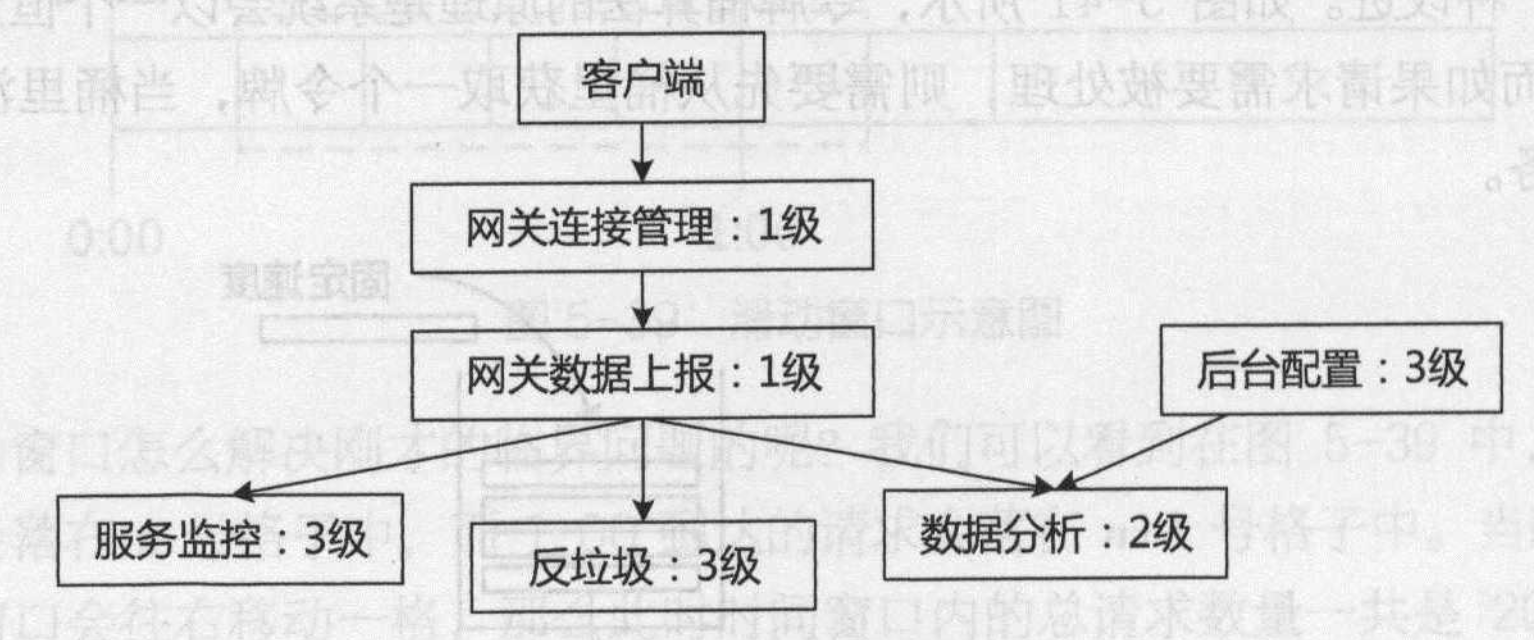 客户端
网关连接管理：1级
网关数据上报：1级
后台配置：3级
服务监控：3级
反垃圾：3级
数据分析：2级